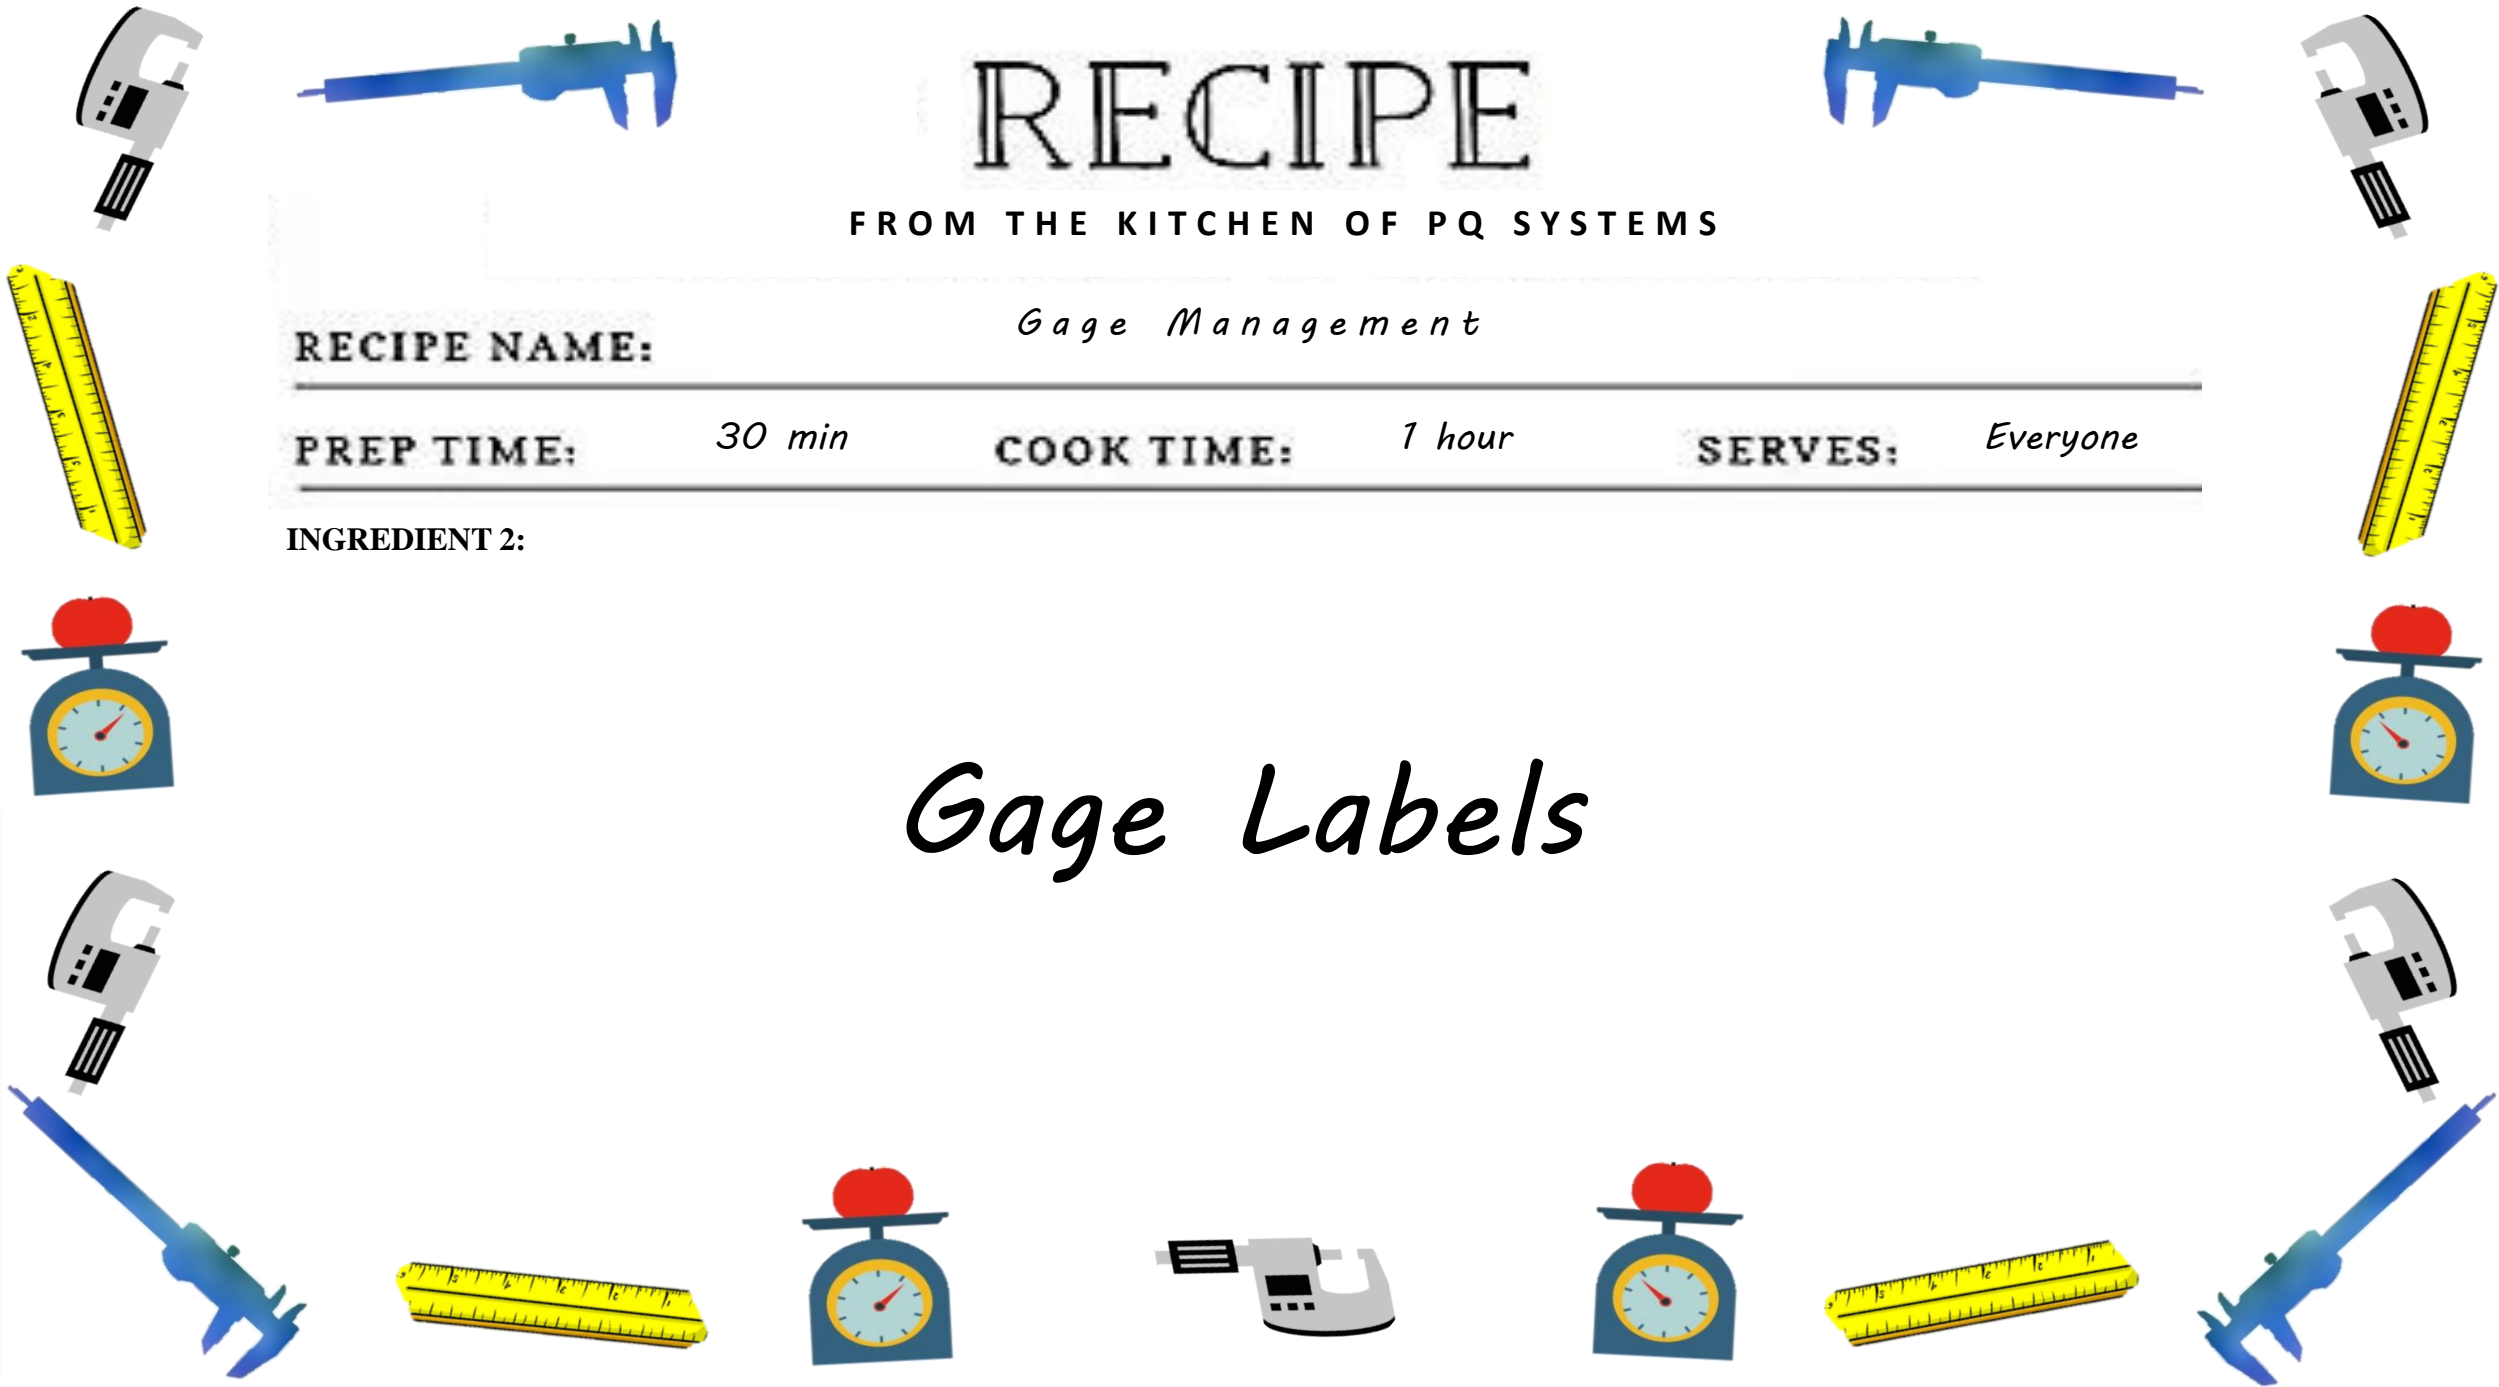 RECIPE
FROM THE KITCHEN OF PQ SYSTEMS
RECIPE NAME: Gage Management
PREP TIME: 30 min COOK TIME: 1 hour SERVES: Everyone
INGREDIENT 2:
Gage Labels